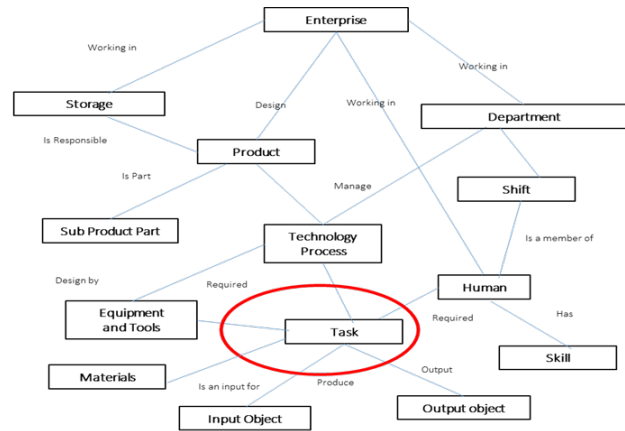 Enterprise
Working in
Working in
Storage
Design
Working in
Department
Is Responsible
Product
Is Part
Manage
Shift
Sub Product Part
Technology
Process
Is a member of
Design by
Required
Human
Equipment
and Tools
Task
Required
Has
Skill
Materials
Is an input for
Produce
Output
Input Object
Output object